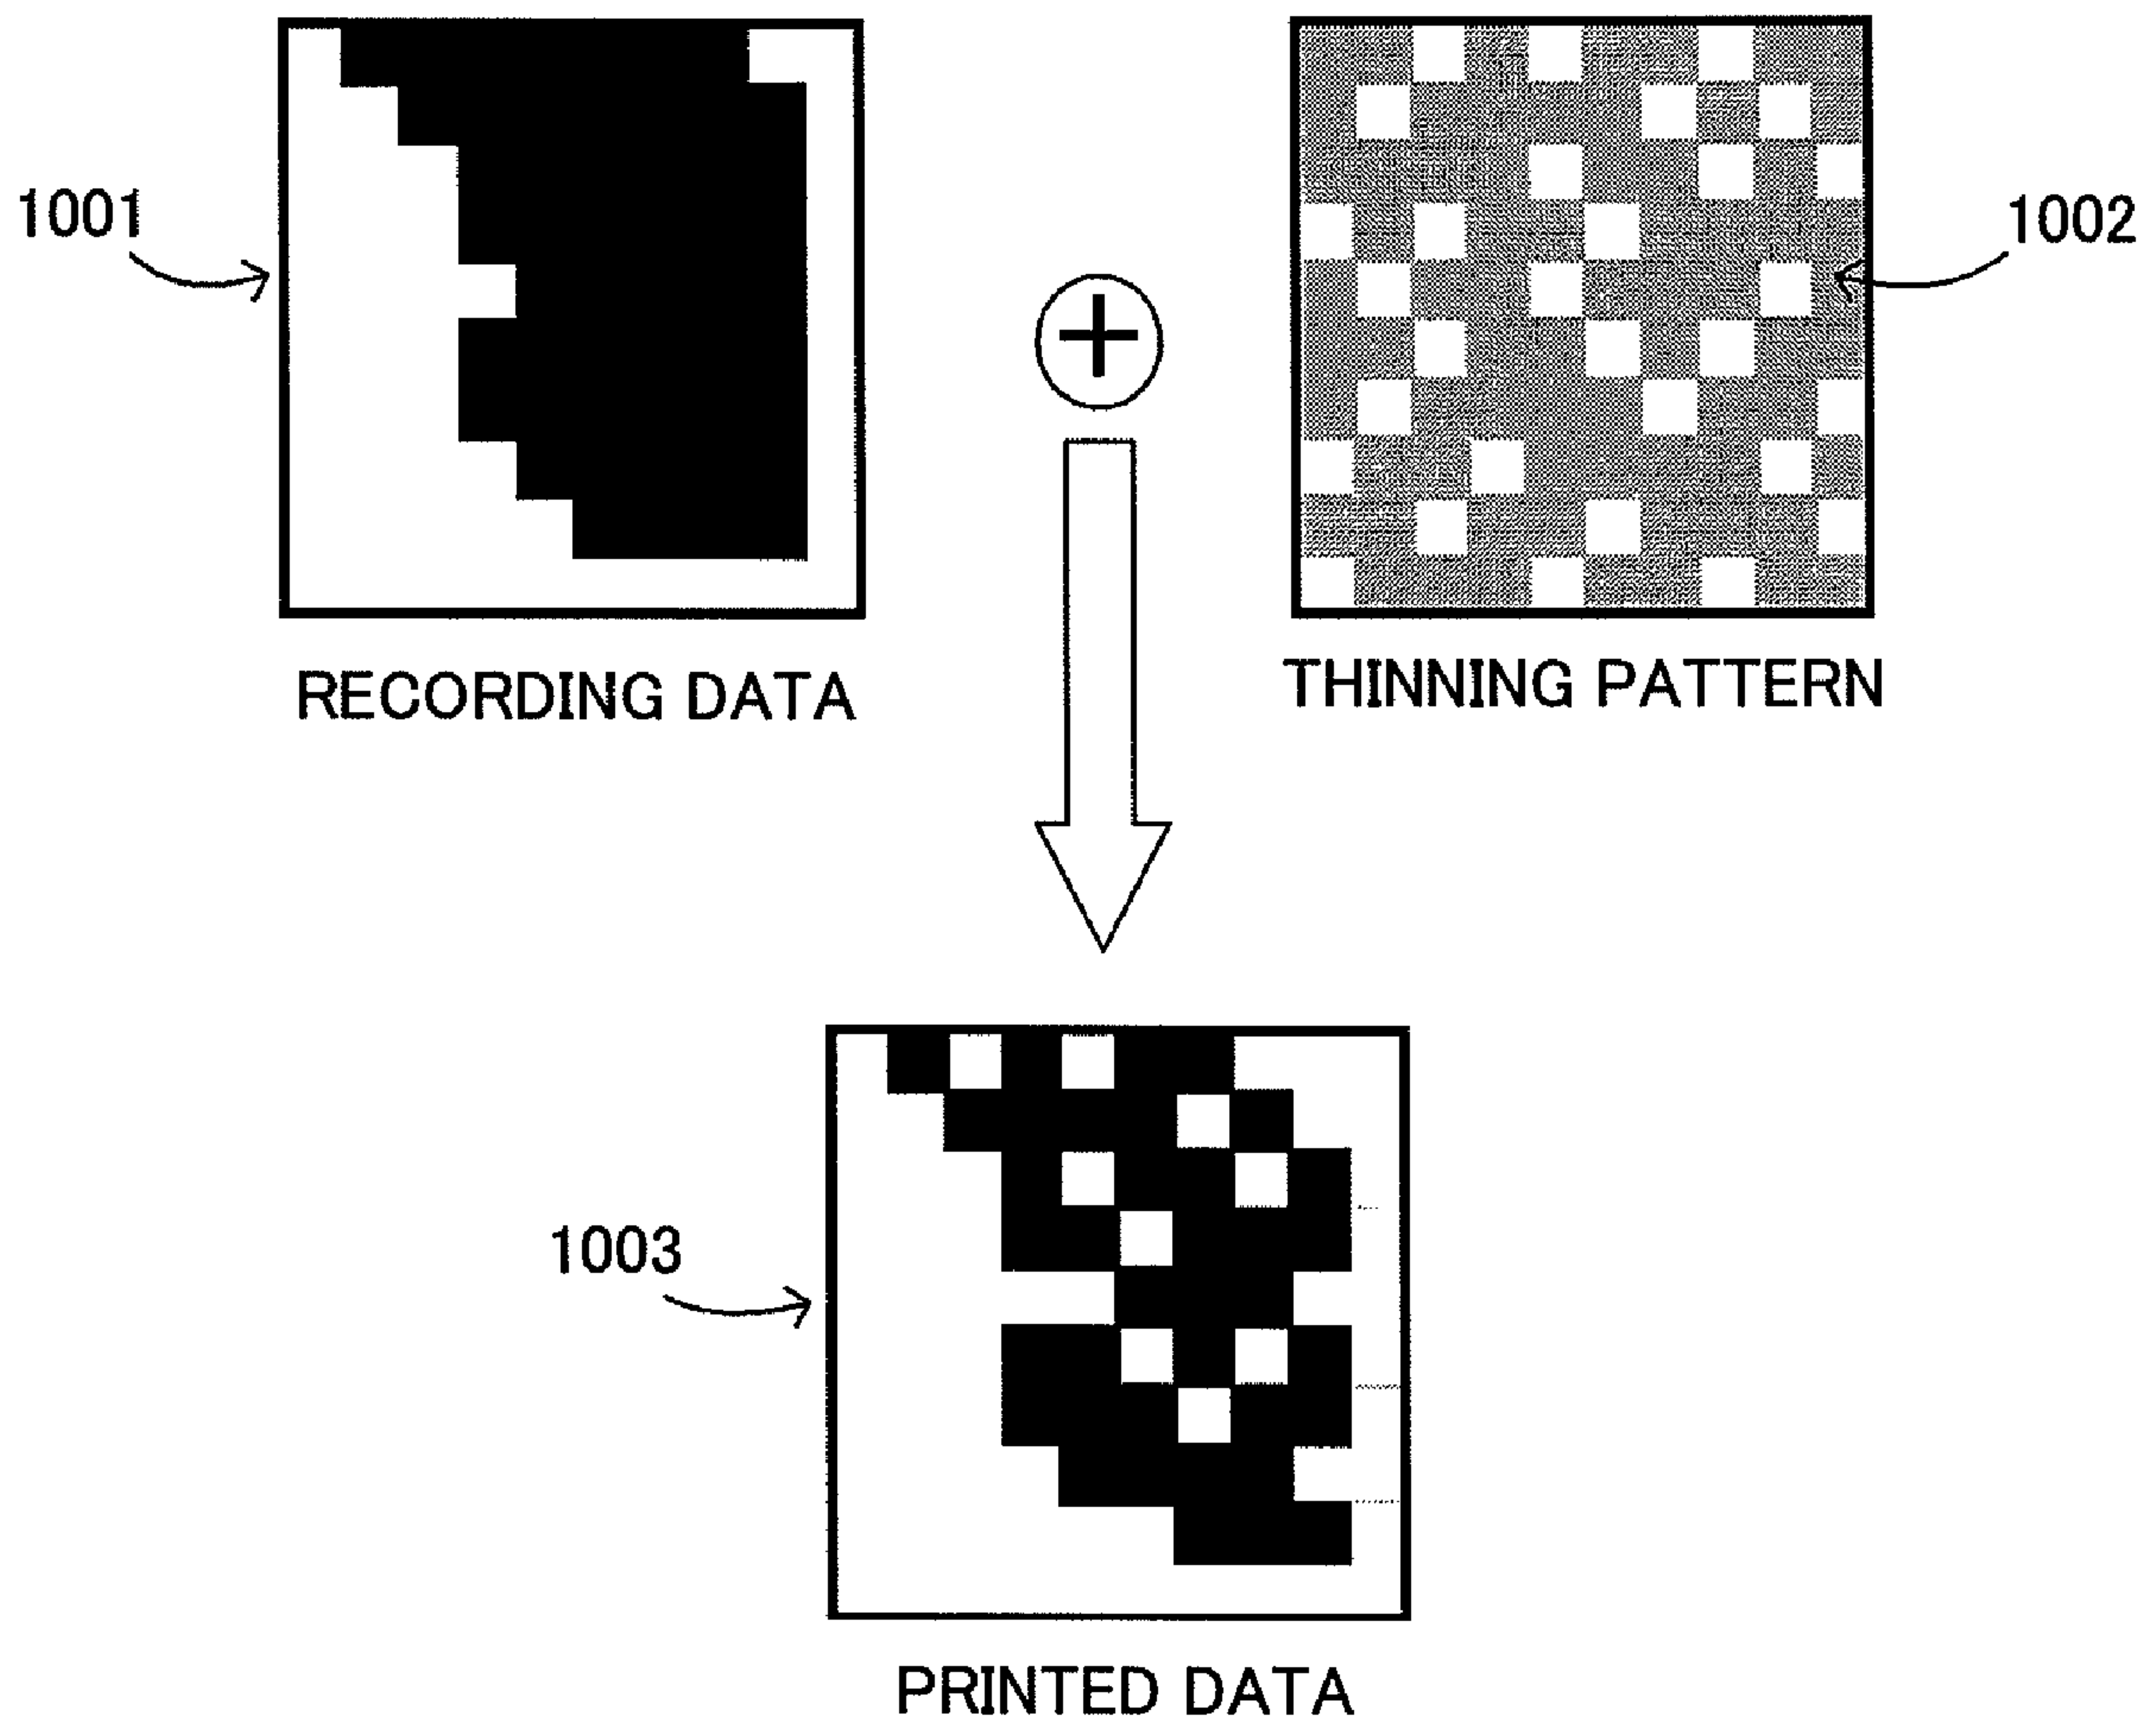 1001
1002
RECORDING DATA
THINNING PATTERN
1003
PRINTED DATA